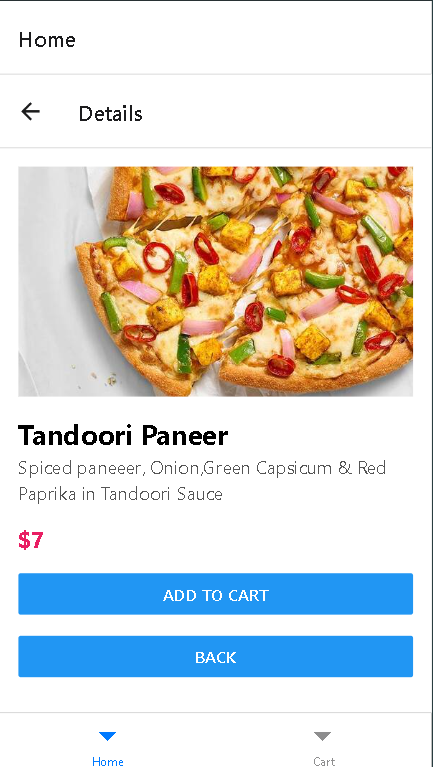 Home
Details
Tandoori Paneer
Spiced paneeer, Onion,Green Capsicum & Red
Paprika in Tandoori Sauce
$7
ADD TO CART
BACK
Home
Cart